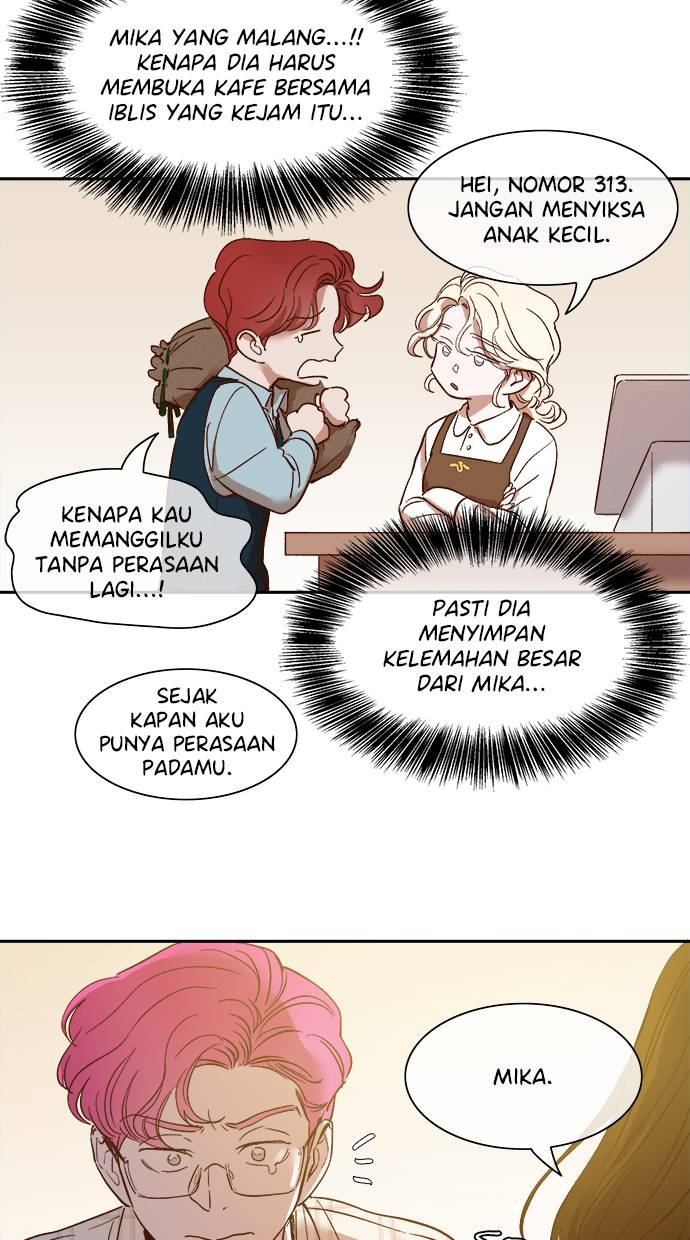 MIKA YANG MALANG...!!
KENAPA DIA HARUS
MEMBUKA KAFE BERSAMA
IBLIS YANG KEJAM ITU...
HEI, NOMOR 313.
JANGAN MENYIKSA
ANAK KECIL.
KENAPA KAU
MEMANGGILKU
TANPA PERASAAN
LAGI...!
PASTI DIA
MENYIMPAN
KELEMAHAN BESAR
DARI MIKA...
SEJAK
KAPAN AKU
PUNYA PERASAAN
PADAMU.
MIKA.